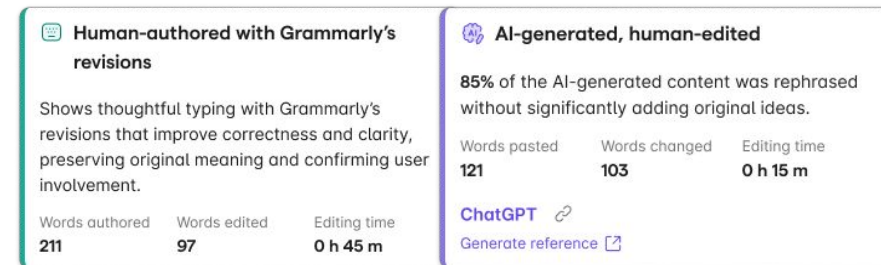 Human-authored with Grammarly's
revisions
Shows thoughtful typing with Grammarly's
revisions that improve correctness and clarity,
preserving original meaning and confirming user
involvement.
Words authored Words edited Editing time
211 97 0 h 45 m
AI-generated, human-edited
85% of the AI-generated content was rephrased
without significantly adding original ideas.
Words pasted Words changed Editing time
121 103 0 h 15 m
ChatGPT
Generate reference